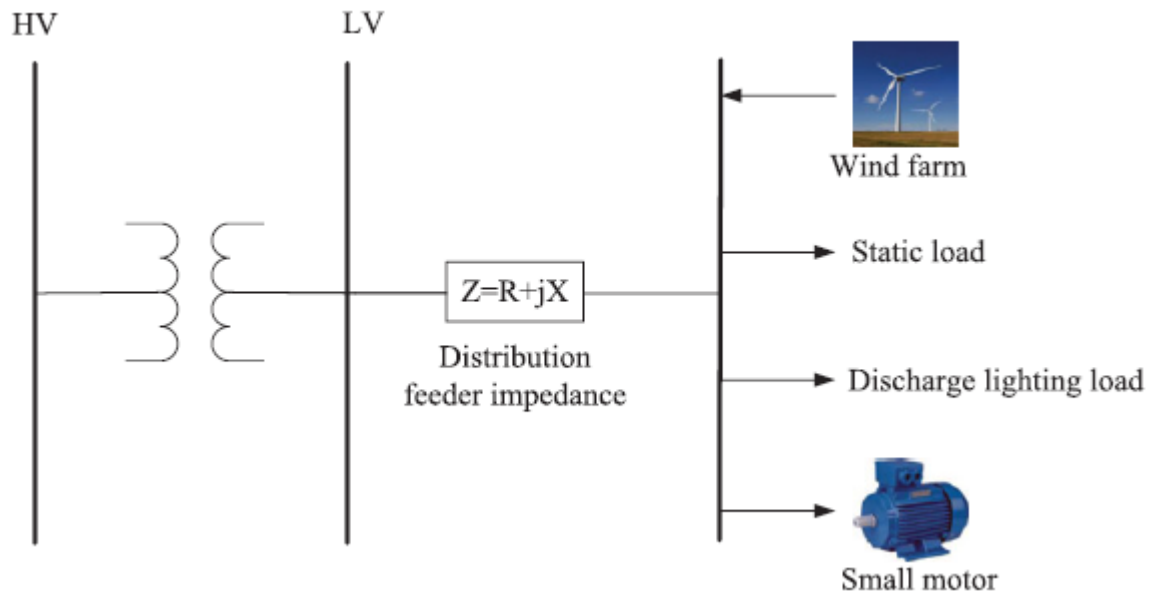 HV
LV
Wind farm
Static load
Z=R+jX
Distribution
feeder impedance
Discharge lighting load
Small motor